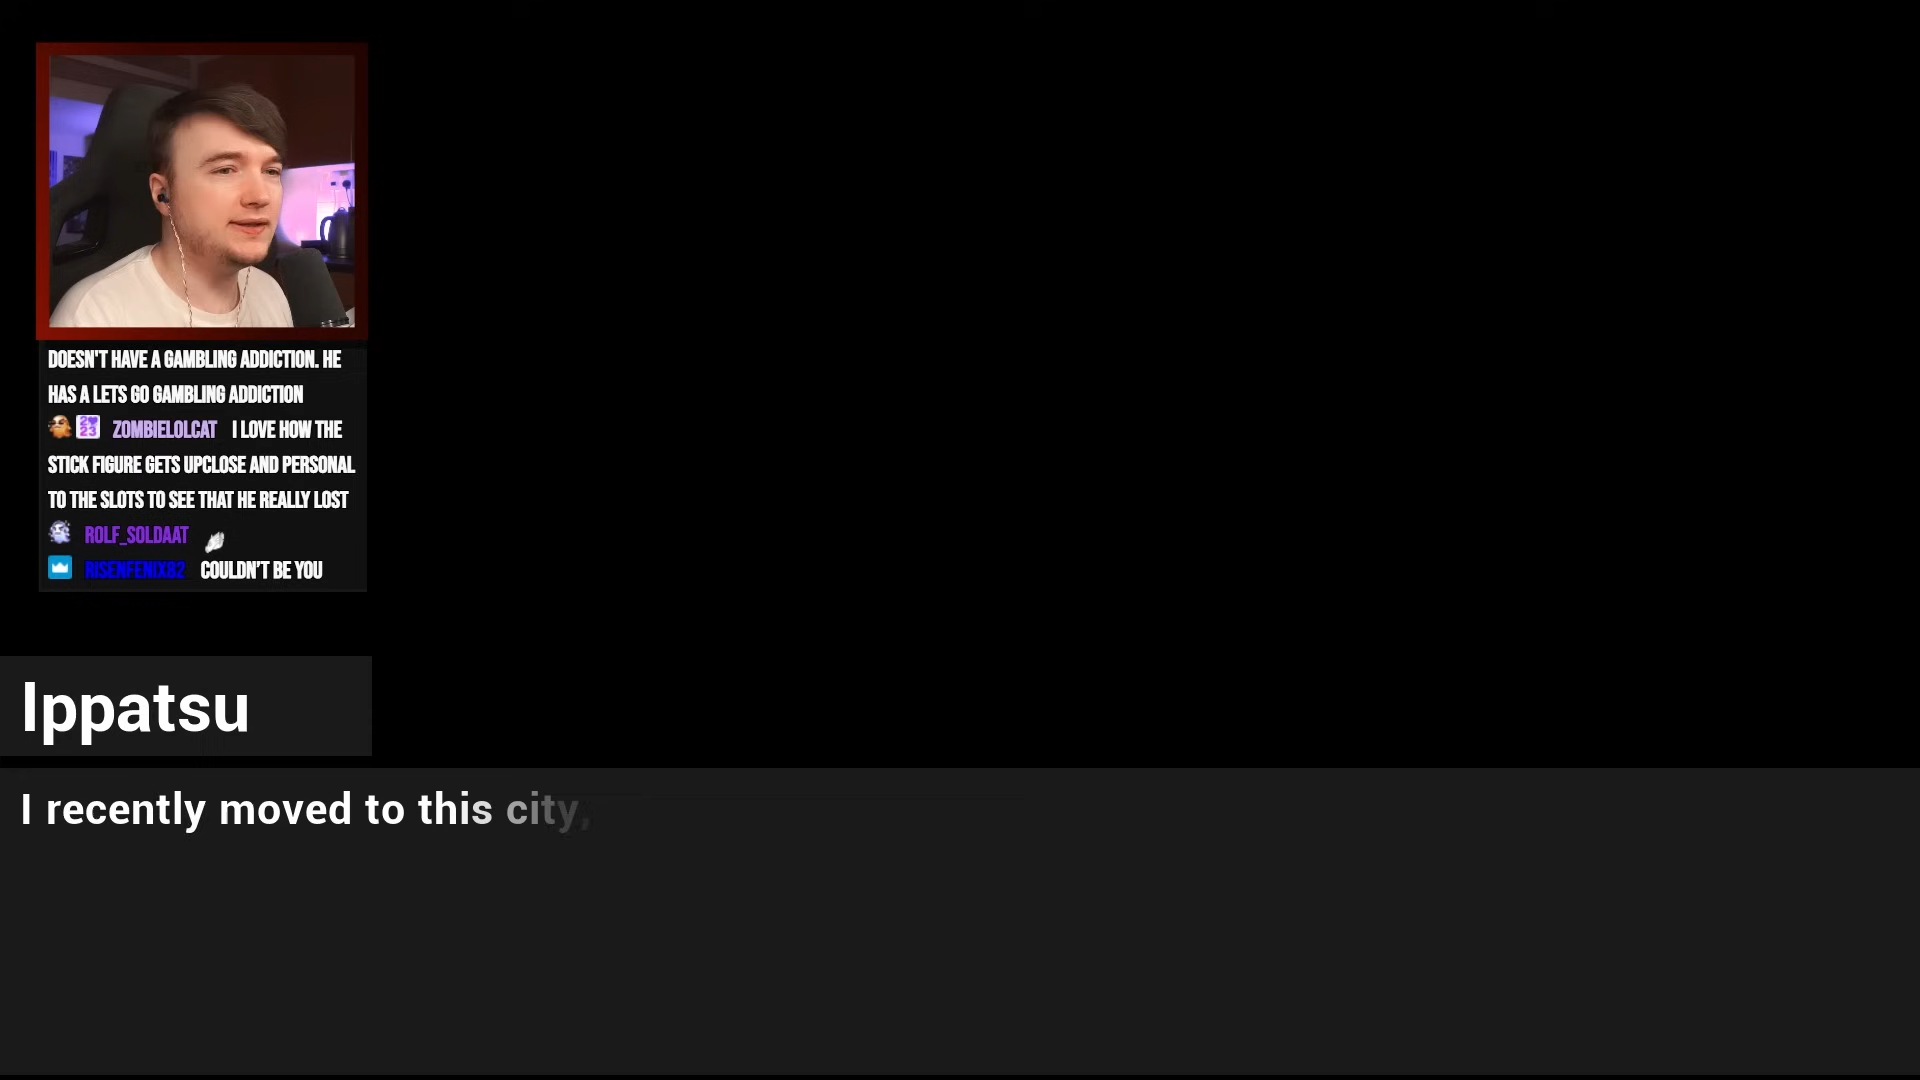 DOESN'T HAVE A GAMBLING ADDICTION. HE
HAS A LETS GO GAMBLING ADDICTION
ZOMBIELOLCAT I LOVE HOW THE
STICK FIGURE GETS UPCLOSE AND PERSONAL
TO THE SLOTS TO SEE THAT HE REALLY LOST
ROLF_SOLDAAT
RISENFENIX82 COULDN'T BE YOU
Ippatsu
I recently moved to this city,